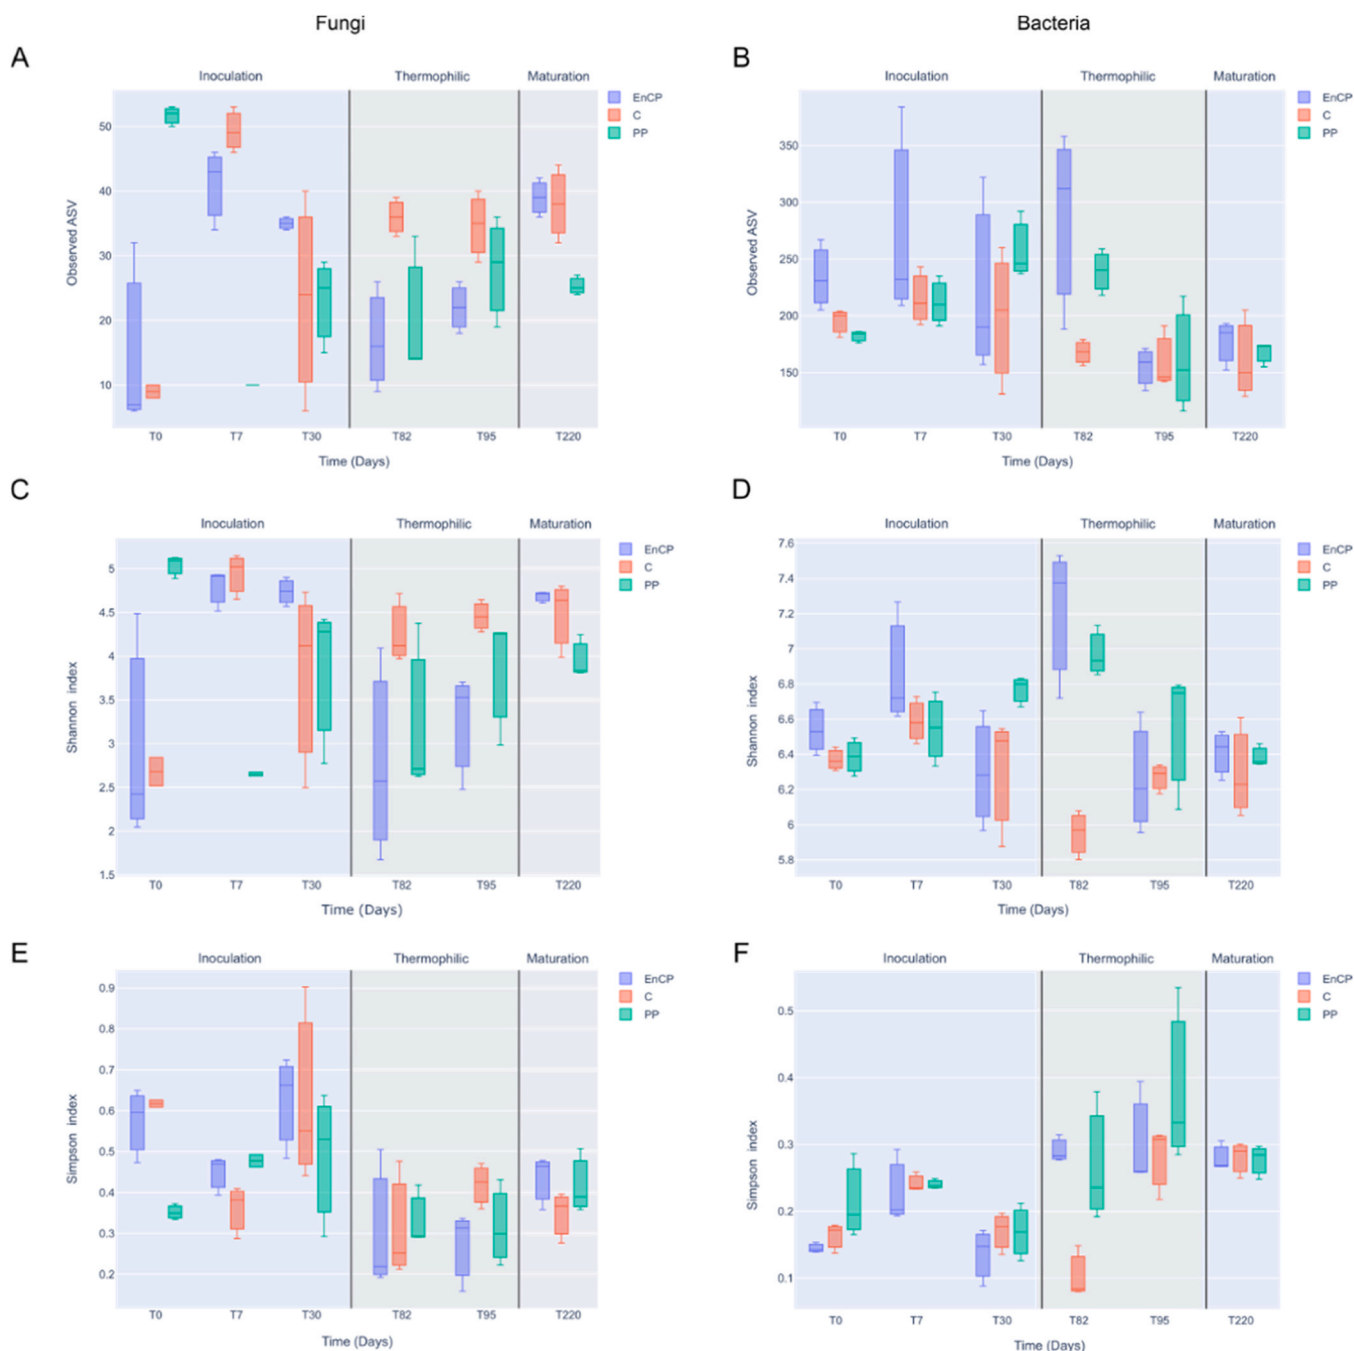 Fungi
Bacteria
A
Inoculation Thermophilic Maturation
EnCP
C
PP
Observed ASV
50
40
30
20
10
T0 T7 T30 T82 T95 T220
Time (Days)
B
Inoculation Thermophilic Maturation
EnCP
C
PP
Observed ASV
350
300
250
200
150
T0 T7 T30 T82 T95 T220
Time (Days)
C
Inoculation Thermophilic Maturation
EnCP
C
PP
Shannon index
5
4.5
4
3.5
3
2.5
2
1.5
T0 T7 T30 T82 T95 T220
Time (Days)
D
Inoculation Thermophilic Maturation
EnCP
C
PP
Shannon index
7.6
7.4
7.2
7
6.8
6.6
6.4
6.2
6
5.8
T0 T7 T30 T82 T95 T220
Time (Days)
E
Inoculation Thermophilic Maturation
EnCP
C
PP
Simpson index
0.9
0.8
0.7
0.6
0.5
0.4
0.3
0.2
T0 T7 T30 T82 T95 T220
Time (Days)
F
Inoculation Thermophilic Maturation
EnCP
C
PP
Simpson index
0.5
0.4
0.3
0.2
0.1
T0 T7 T30 T82 T95 T220
Time (Days)